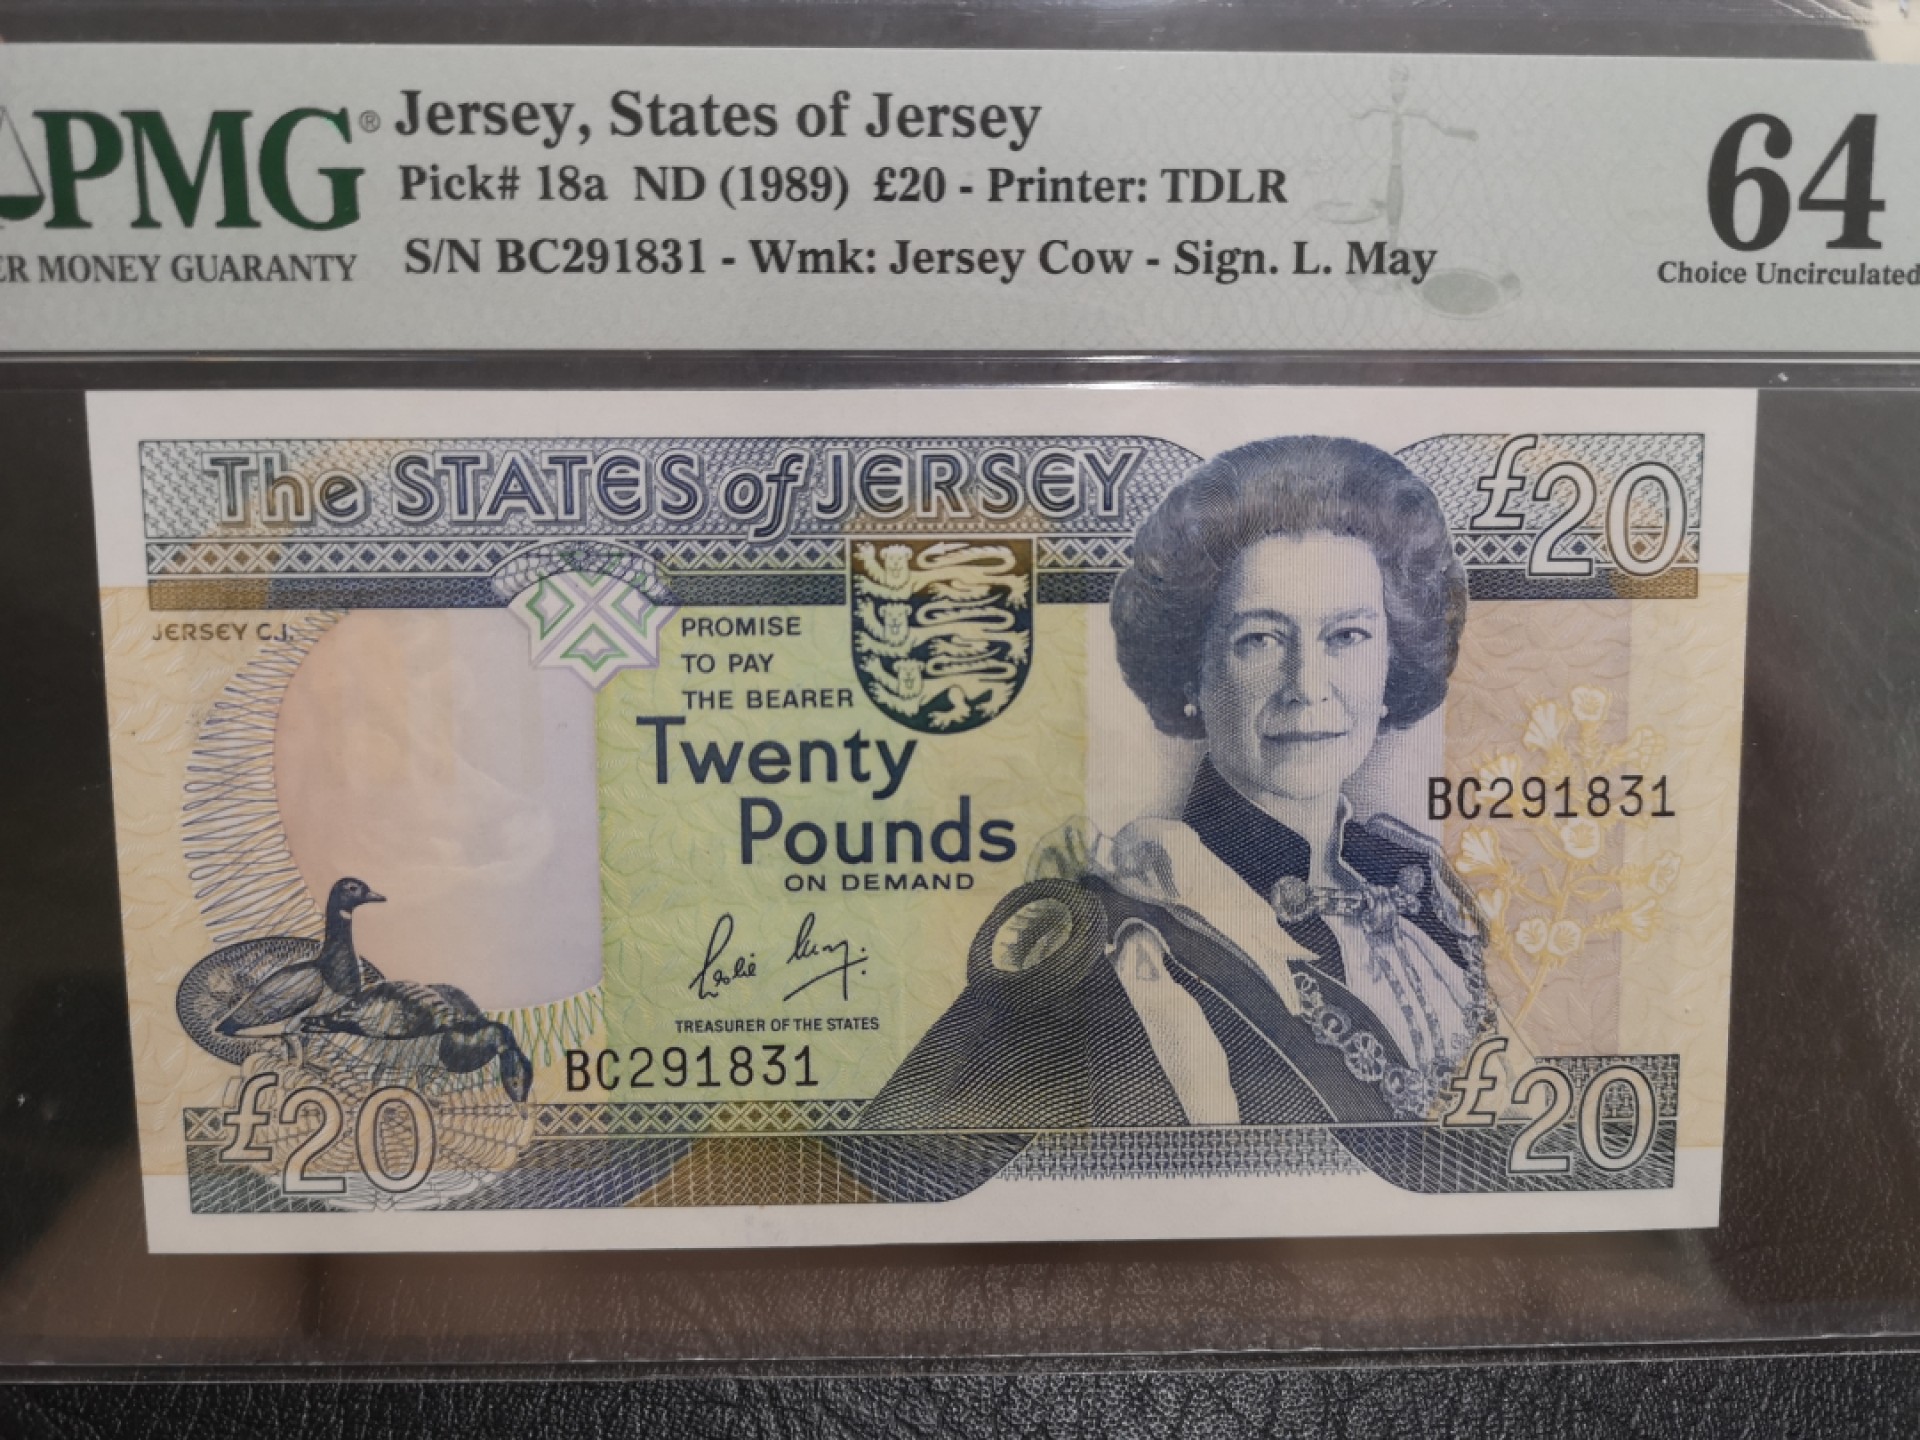 PMG®
ER MONEY GUARANTY
Jersey, States of Jersey
Pick# 18a ND (1989) £20 - Printer: TDLR
S/N BC291831 - Wmk: Jersey Cow - Sign. L. May
64
Choice Uncirculated
The STATES of JERSEY
£20
JERSEY C.I.
PROMISE
TO PAY
THE BEARER
Twenty
Pounds
ON DEMAND
BC291831
Leslie May
TREASURER OF THE STATES
BC291831
£20
£20